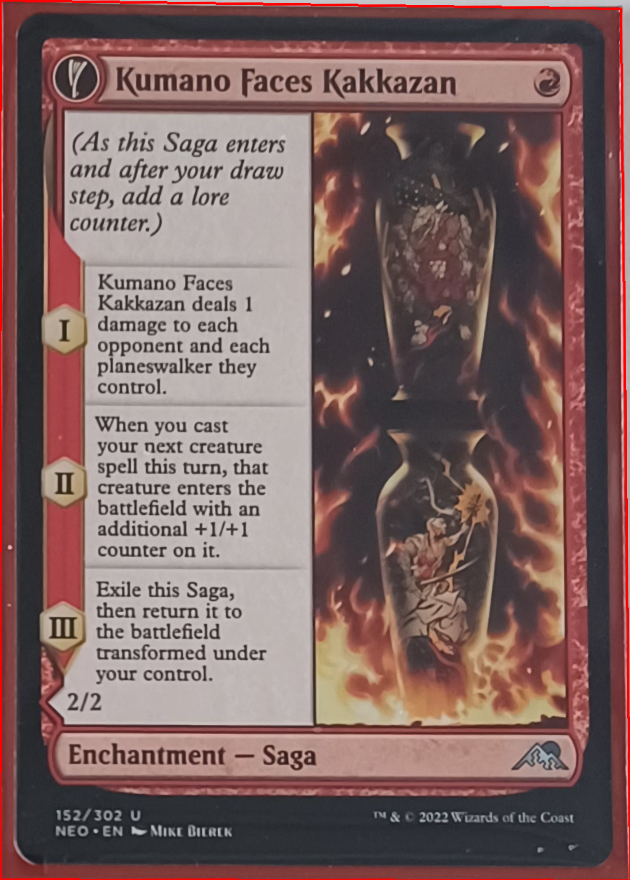 Kumano Faces Kakkazan
(As this Saga enters
and after your draw
step, add a lore
counter.)
I
Kumano Faces
Kakkazan deals 1
damage to each
opponent and each
planeswalker they
control.
II
When you cast
your next creature
spell this turn, that
creature enters the
battlefield with an
additional +1/+1
counter on it.
III
Exile this Saga,
then return it to
the battlefield
transformed under
your control.
2/2
Enchantment — Saga
152/302 U
NEO • EN Mike Bierek
™ & © 2022 Wizards of the Coast